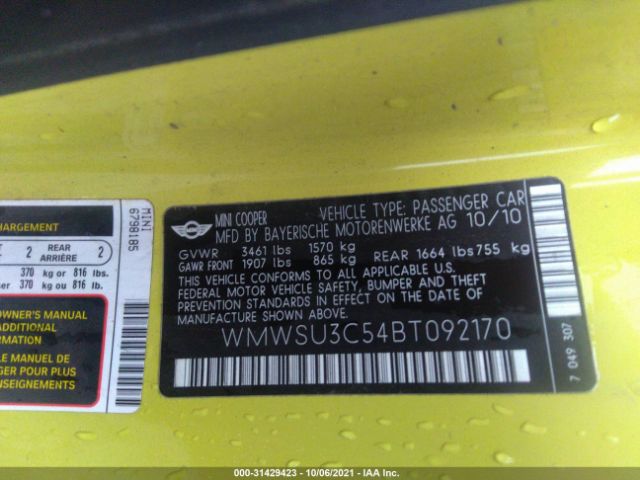 CHARGEMENT
2 REAR ARRIÈRE 2
370 kg or 816 lbs.
370 kg ou 816 lb.
OWNER'S MANUAL
ADDITIONAL
INFORMATION
LE MANUEL DE
POUR PLUS
MINI
6798185
MINI COOPER VEHICLE TYPE: PASSENGER CAR
MFD BY BAYERISCHE MOTORENWERKE AG 10/10
GVWR 3461 lbs 1570 kg
GAWR FRONT 1907 lbs 865 kg REAR 1664 lbs 755 kg
THIS VEHICLE CONFORMS TO ALL APPLICABLE U.S.
FEDERAL MOTOR VEHICLE SAFETY, BUMPER AND THEFT
PREVENTION STANDARDS IN EFFECT ON THE DATE OF
MANUFACTURE SHOWN ABOVE.
WMWSU3C54BT092170
7 049 307
000-31429423 - 10/06/2021 - IAA Inc.